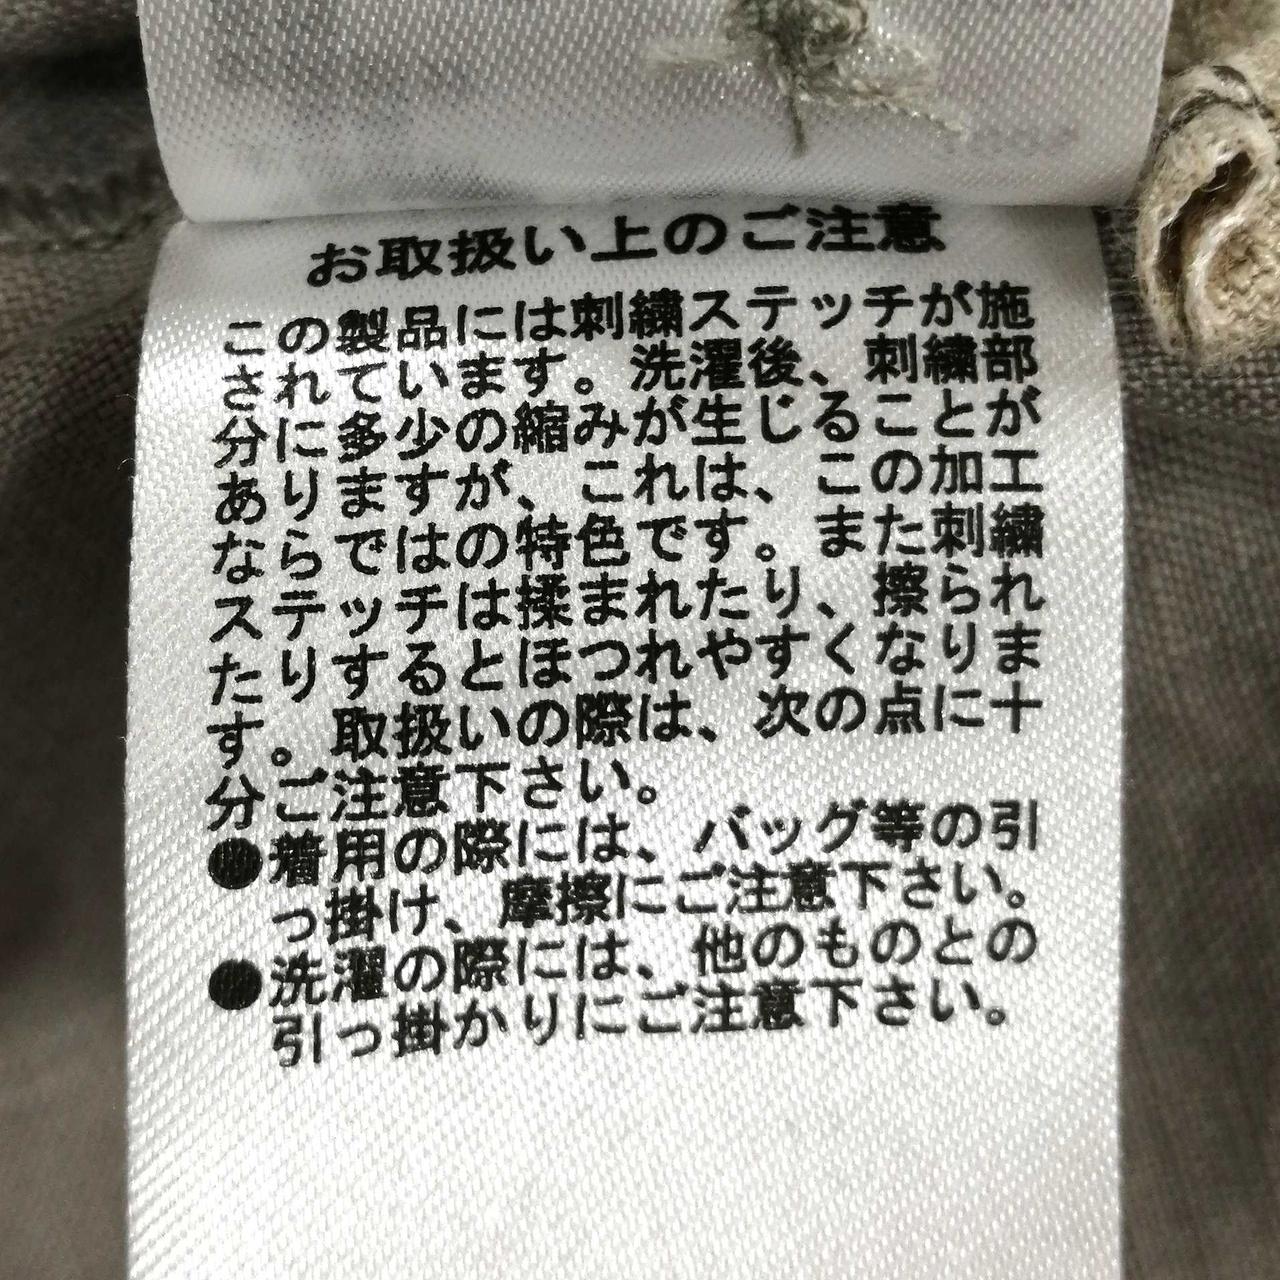 お取扱い上のご注意
この製品には刺繍ステッチが施
されています。洗濯後、刺繍部
分に多少の縮みが生じることが
ありますが、これは、この加工
ならではの特色です。また刺繍
ステッチは揉まれたり、擦られ
たりするとほつれやすくなりま
す。取扱いの際は、次の点に十
分ご注意下さい。
●着用の際には、バッグ等の引
っ掛け、摩擦にご注意下さい。
●洗濯の際には、他のものとの
引っ掛かりにご注意下さい。